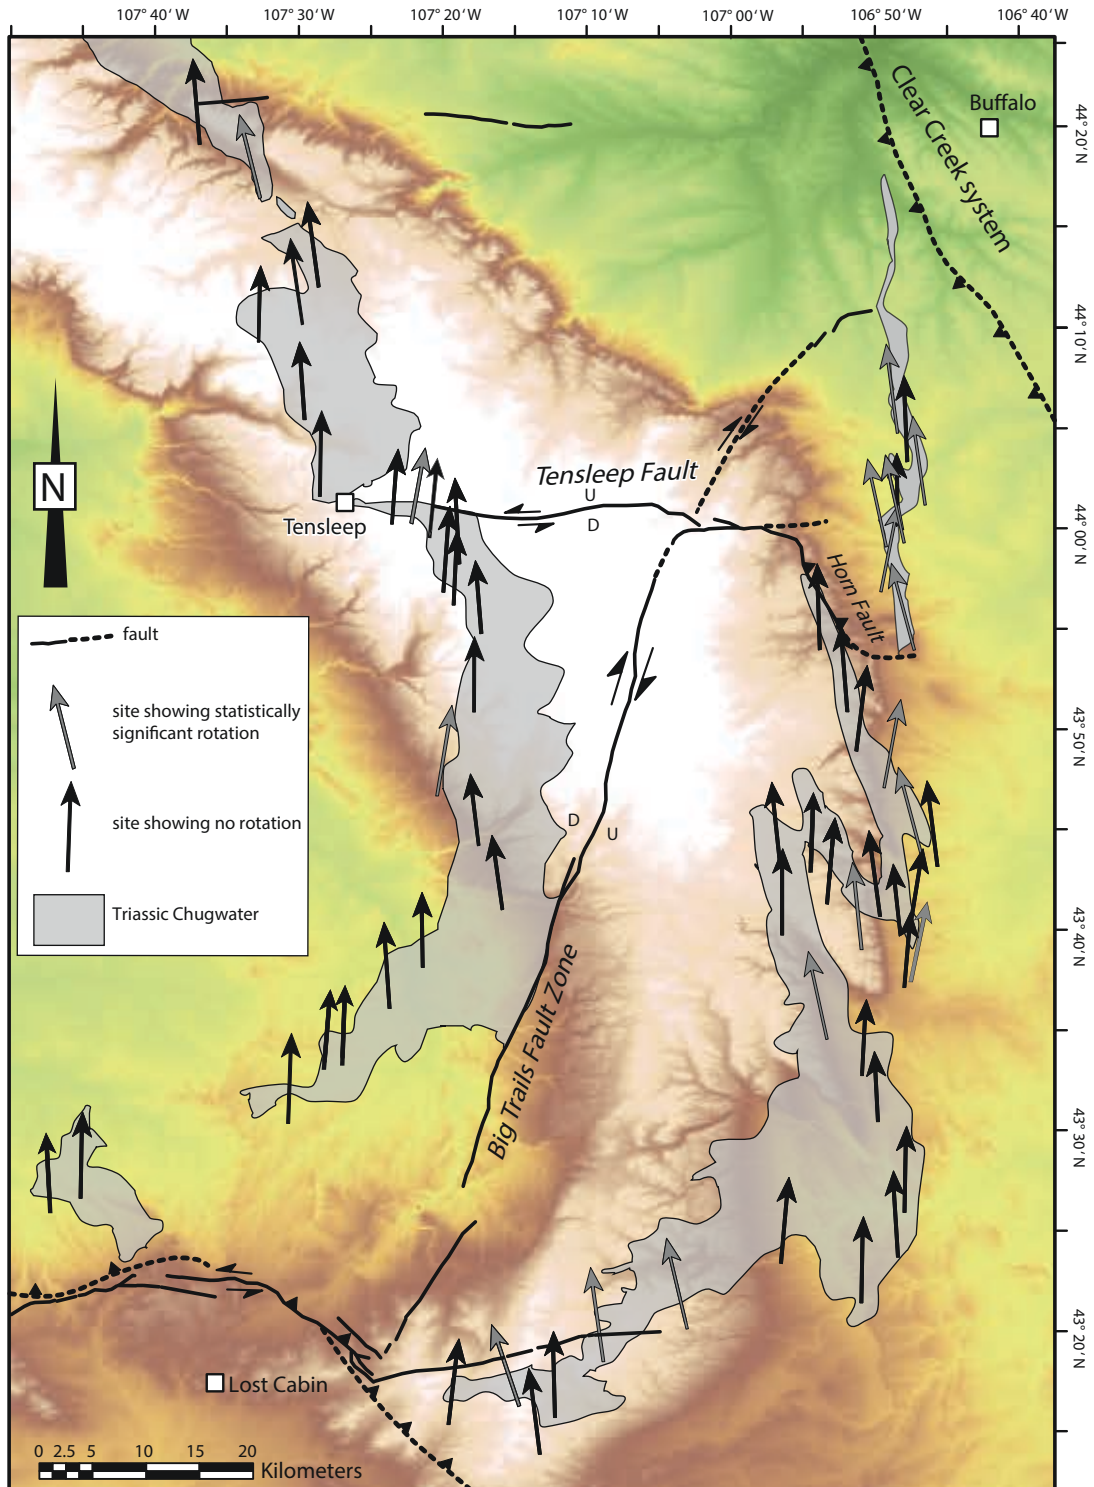 107° 40' W 107° 30' W 107° 20' W 107° 10' W 107° 00' W 106° 50' W 106° 40' W
Clear Creek system
Buffalo
44° 20' N
44° 10' N
N
Tensleep Fault
U
D
Tensleep
44° 00' N
Horn Fault
fault
site showing statistically
significant rotation
43° 50' N
site showing no rotation
D
U
Triassic Chugwater
43° 40' N
Big Trails Fault Zone
43° 30' N
43° 20' N
Lost Cabin
0 2.5 5 10 15 20
Kilometers